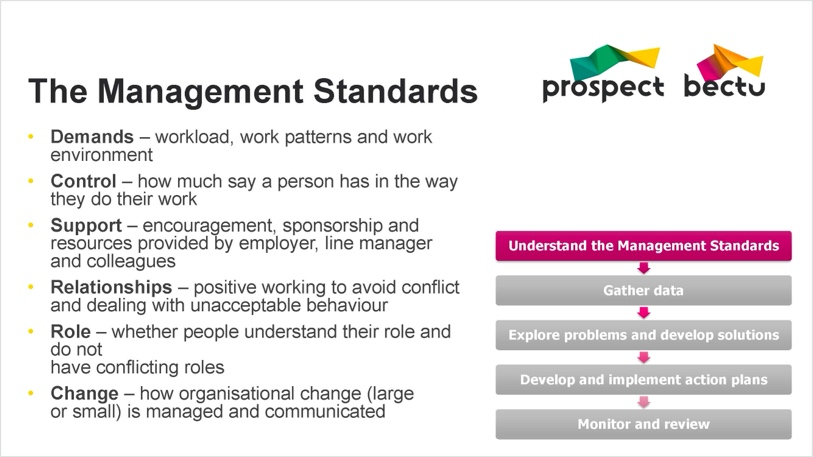 The Management Standards
prospect bectu
• Demands – workload, work patterns and work
environment
• Control – how much say a person has in the way
they do their work
• Support – encouragement, sponsorship and
resources provided by employer, line manager
and colleagues
• Relationships – positive working to avoid conflict
and dealing with unacceptable behaviour
• Role – whether people understand their role and
do not
have conflicting roles
• Change – how organisational change (large
or small) is managed and communicated
Understand the Management Standards
Gather data
Explore problems and develop solutions
Develop and implement action plans
Monitor and review